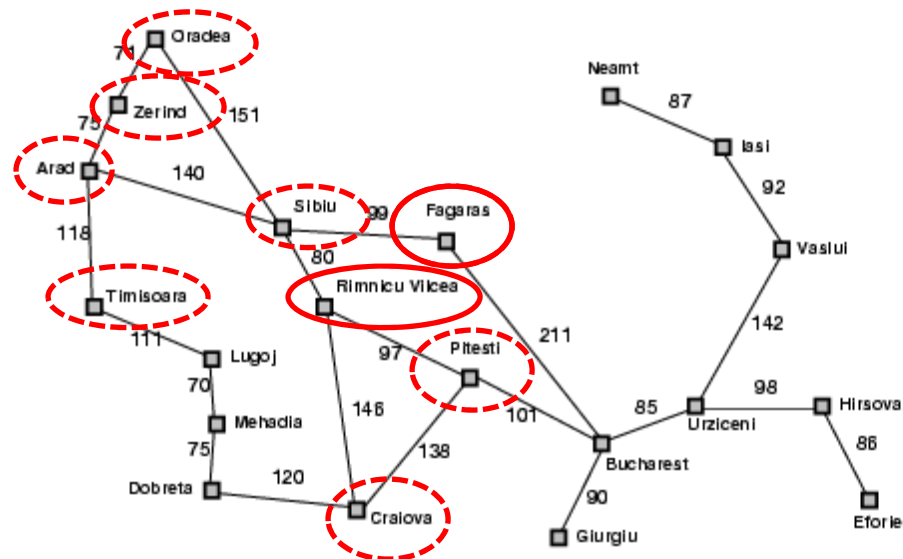 Oradea
71
Neamt
87
Zerind
151
75
Iasi
Arad
140
92
Sibiu
99
Fagaras
118
80
Vaslui
Rimnicu Vilcea
Timisoara
111
142
211
Lugoj
97
Pitesti
70
98
146
101
85
Hirsova
Mehadia
Urziceni
75
138
86
Bucharest
120
Dobreta
90
Craiova
Eforie
Giurgiu